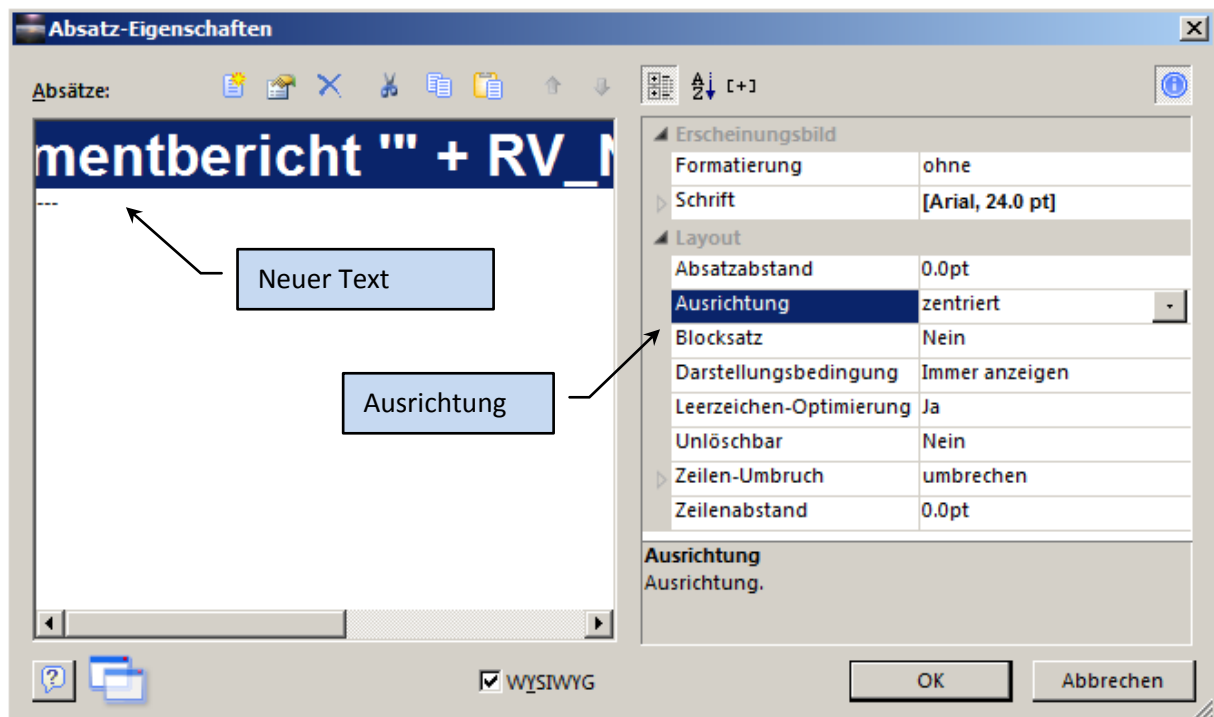 Absatz-Eigenschaften
Absätze:
[+]
mentbericht '" + RV_
---
Neuer Text
Ausrichtung
Erscheinungsbild
Formatierung ohne
Schrift [Arial, 24.0 pt]
Layout
Absatzabstand 0.0pt
Ausrichtung zentriert
Blocksatz Nein
Darstellungsbedingung Immer anzeigen
Leerzeichen-Optimierung Ja
Unlöschbar Nein
Zeilen-Umbruch umbrechen
Zeilenabstand 0.0pt
Ausrichtung
Ausrichtung.
WYSIWYG
OK
Abbrechen